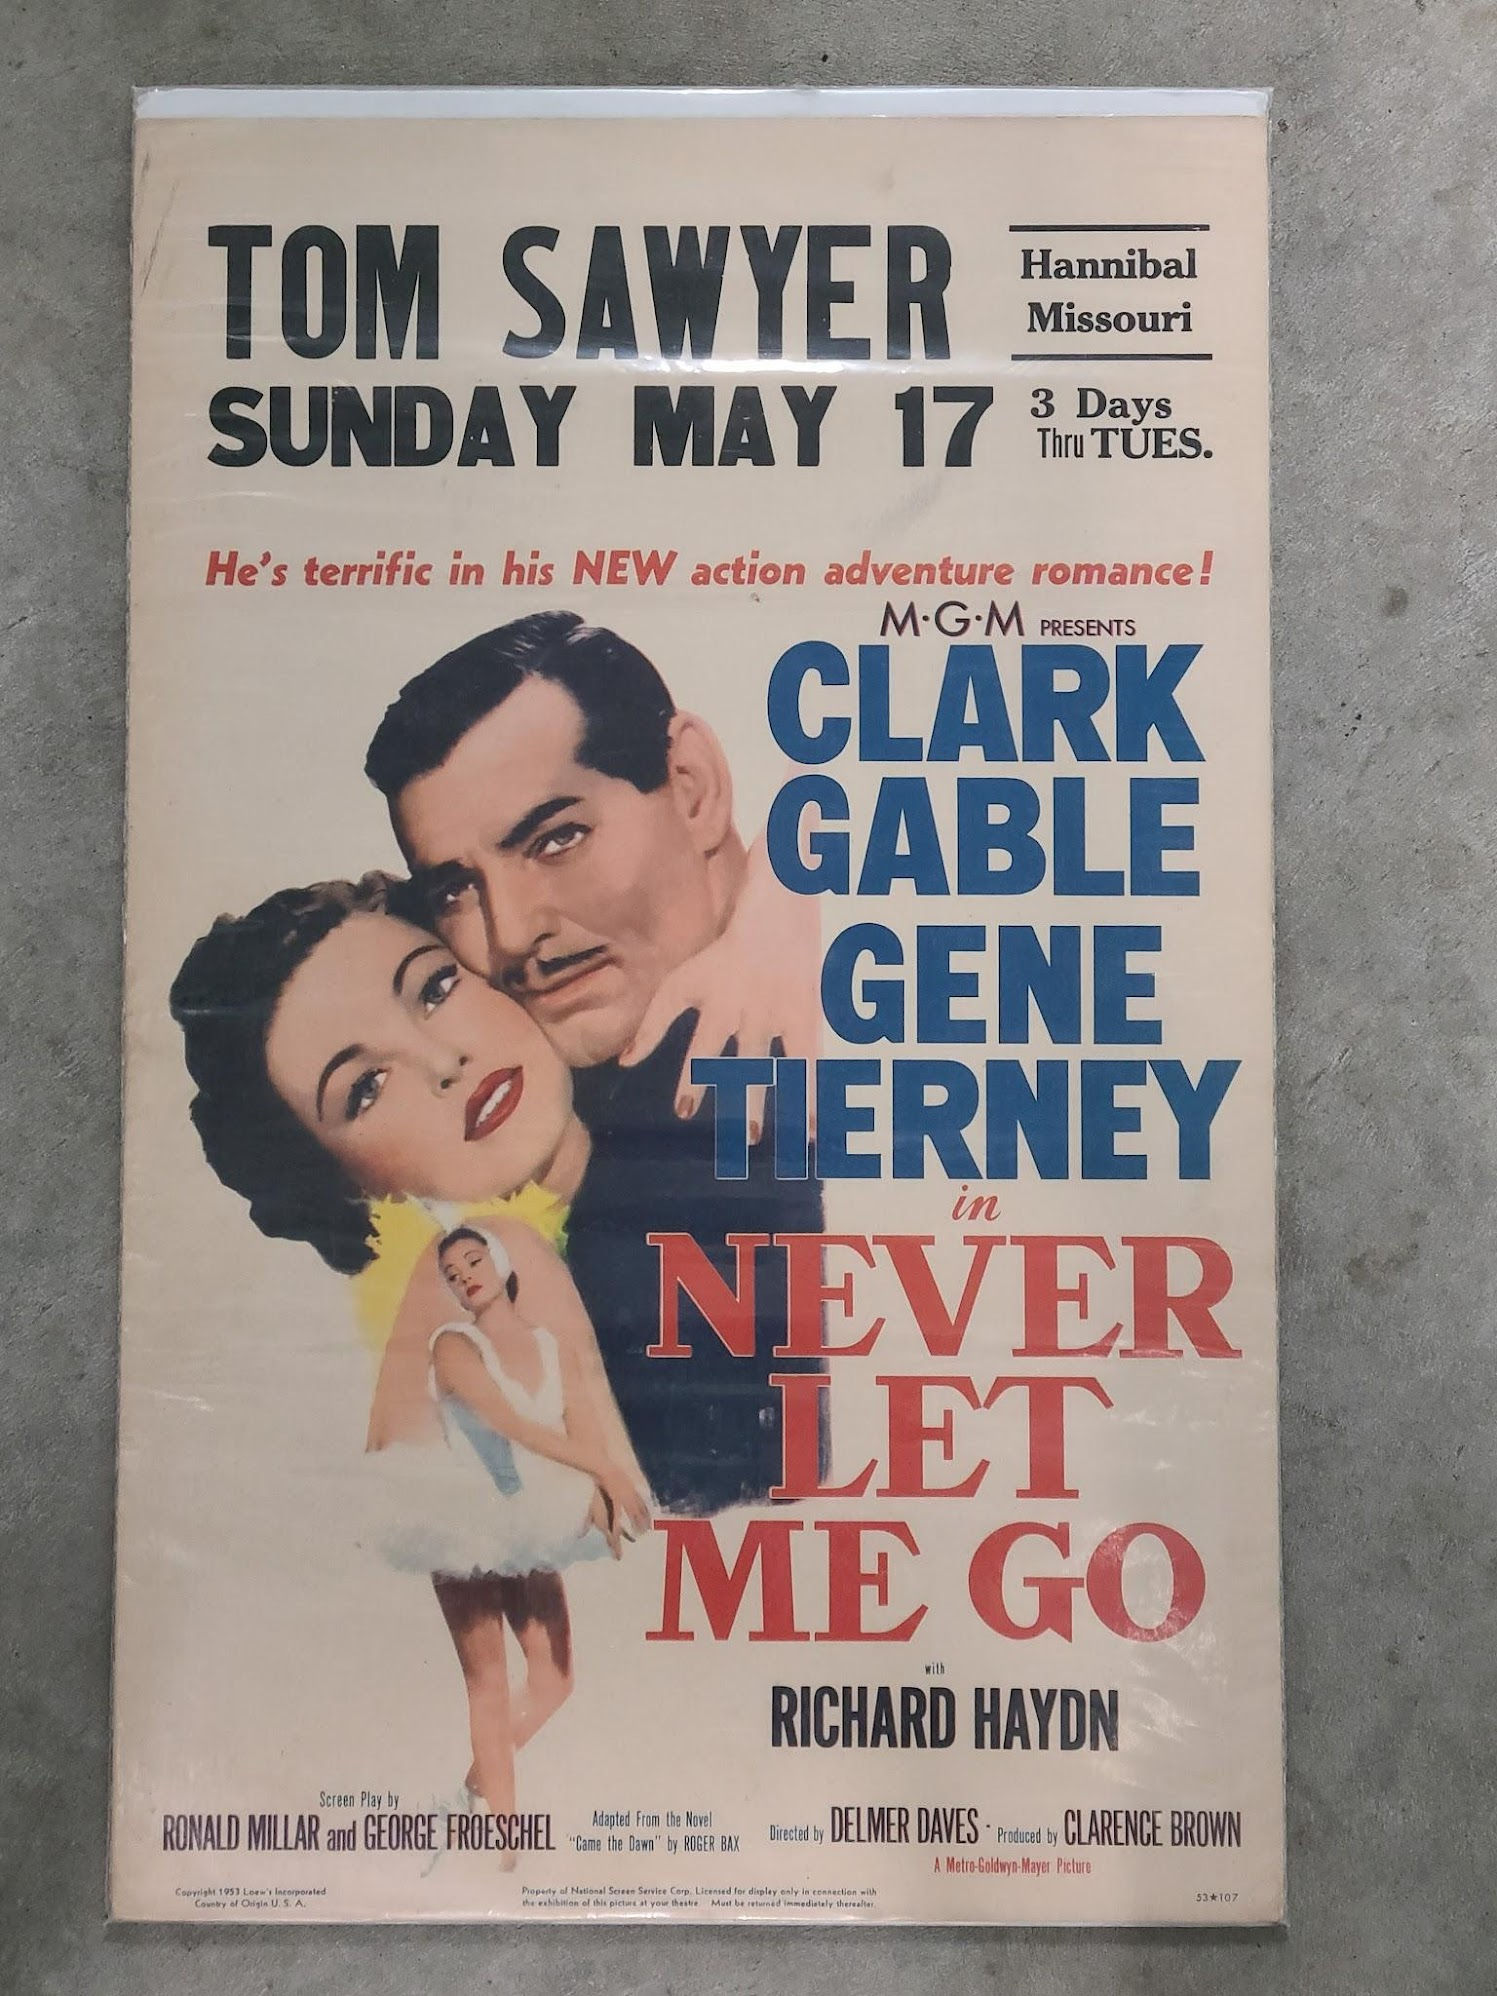 TOM SAWYER
Hannibal
Missouri
SUNDAY MAY 17
3 Days
Thru TUES.
He's terrific in his NEW action adventure romance!
M·G·M PRESENTS
CLARK
GABLE
GENE
TIERNEY
in
NEVER
LET
ME GO
with
RICHARD HAYDN
Screen Play by
RONALD MILLAR and GEORGE FROESCHEL
Adapted From the Novel
"Came the Dawn" by ROGER BAX
Directed by DELMER DAVES · Produced by CLARENCE BROWN
A Metro-Goldwyn-Mayer Picture
Copyright 1953 Loew's Incorporated
Country of Origin U. S. A.
Property of National Screen Service Corp. Licensed for display only in connection with
the exhibition of this picture at your theatre. Must be returned immediately thereafter.
53★107